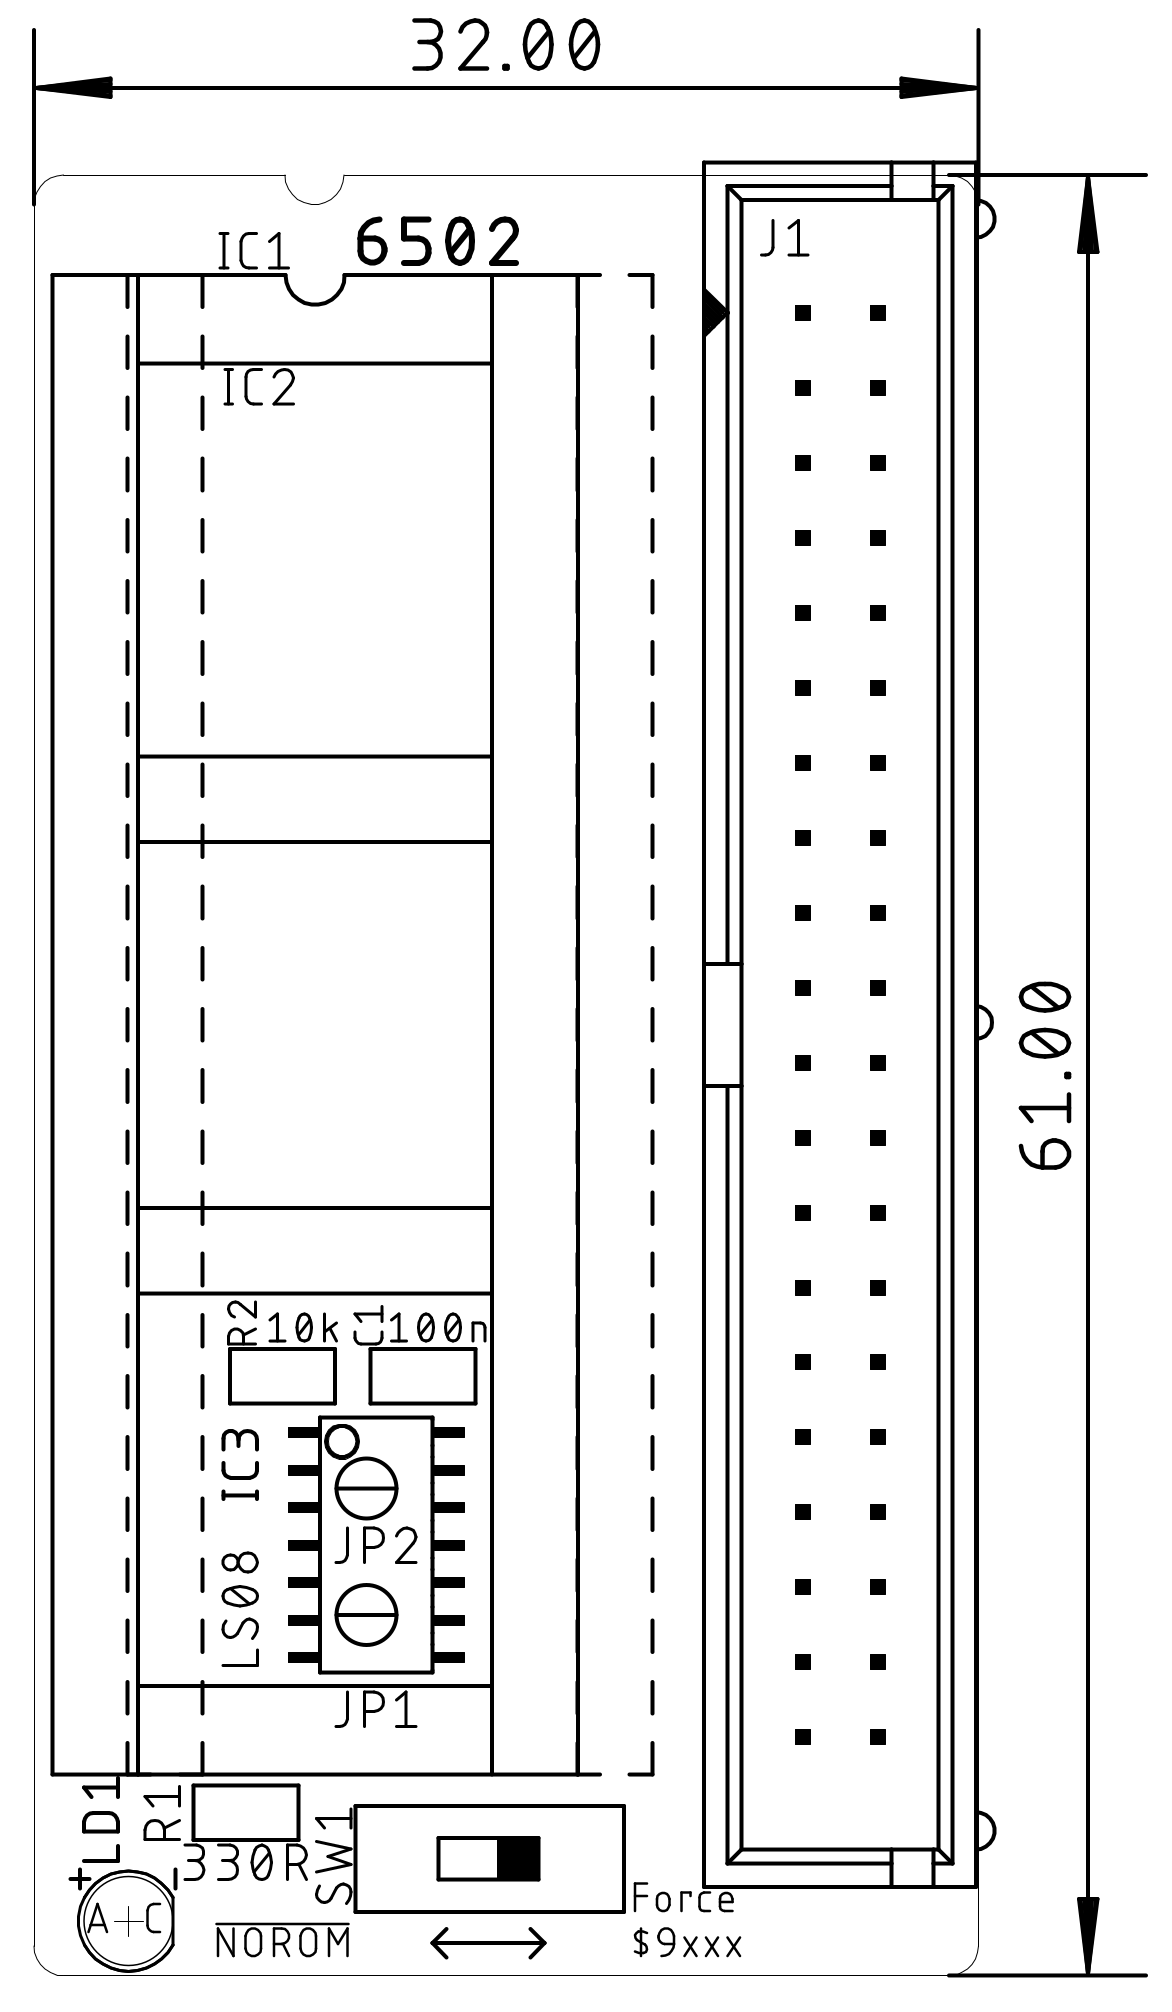 32.00
IC1 6502
J1
IC2
61.00
R2 10k C1 100n
IC3
LS08
JP2
JP1
LD1
R1
330R
SW1
+ -
A C
Force
NOROM $9xxx